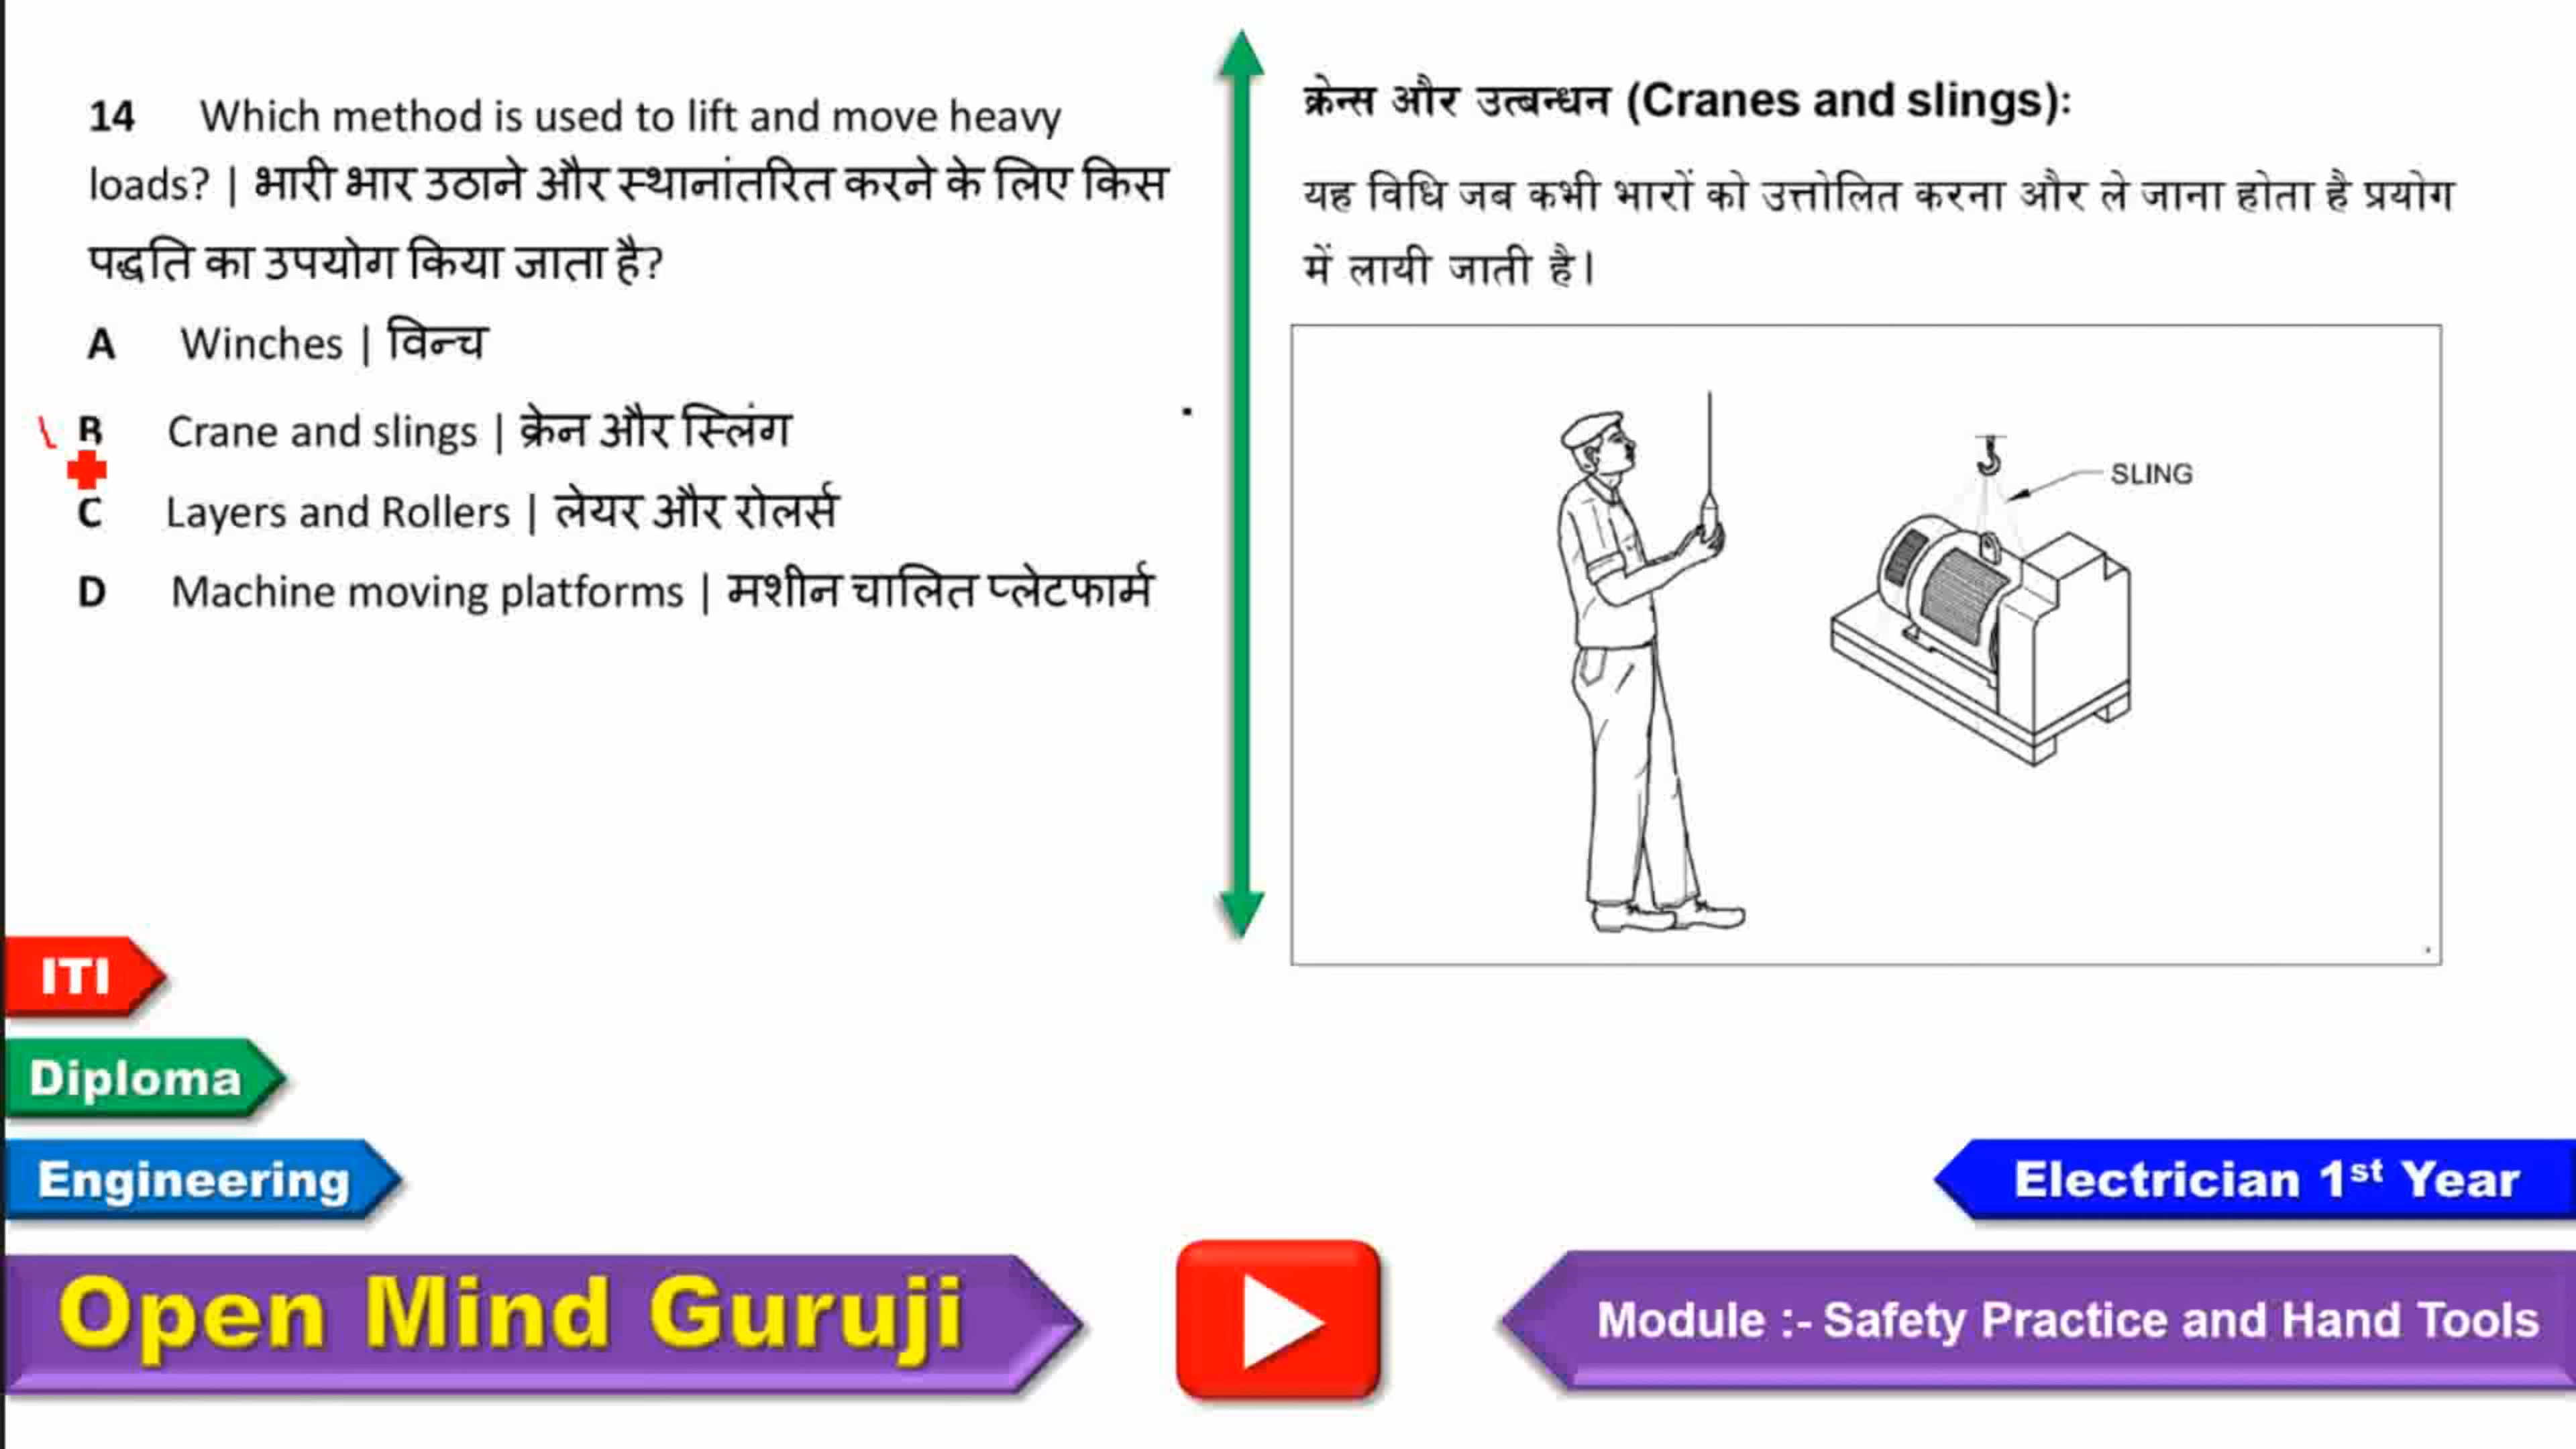 14 Which method is used to lift and move heavy
loads? | भारी भार उठाने और स्थानांतरित करने के लिए किस
पद्धति का उपयोग किया जाता है?
A Winches | विन्च
B Crane and slings | क्रेन और स्लिंग
C Layers and Rollers | लेयर और रोलर्स
D Machine moving platforms | मशीन चालित प्लेटफार्म
क्रेन्स और उत्बन्धन (Cranes and slings):
यह विधि जब कभी भारों को उत्तोलित करना और ले जाना होता है प्रयोग
में लायी जाती है।
SLING
ITI
Diploma
Engineering
Electrician 1st Year
Open Mind Guruji
Module :- Safety Practice and Hand Tools